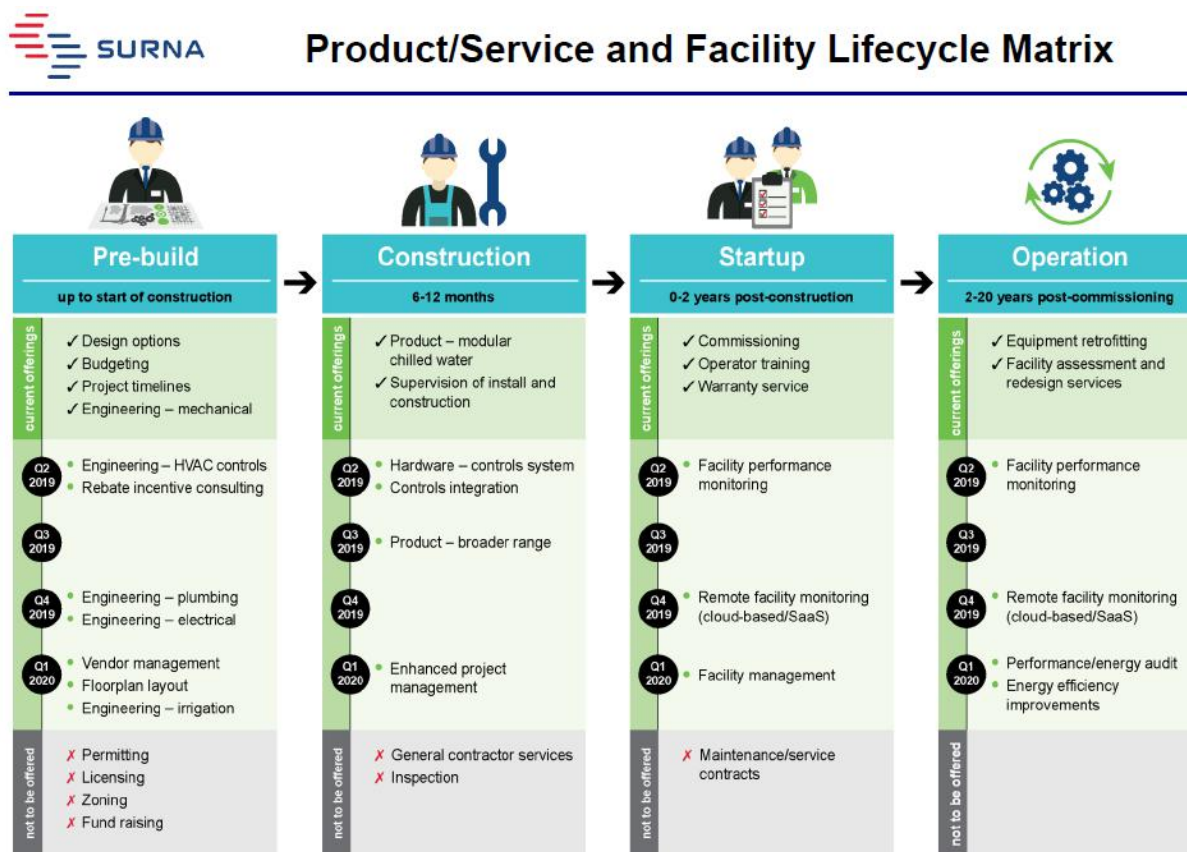 SURNA
Product/Service and Facility Lifecycle Matrix
Pre-build
up to start of construction
current offerings
✓ Design options
✓ Budgeting
✓ Project timelines
✓ Engineering – mechanical
Q2
2019
• Engineering – HVAC controls
• Rebate incentive consulting
Q3
2019
Q4
2019
• Engineering – plumbing
• Engineering – electrical
Q1
2020
• Vendor management
• Floorplan layout
• Engineering – irrigation
not to be offered
✗ Permitting
✗ Licensing
✗ Zoning
✗ Fund raising
Construction
6-12 months
current offerings
✓ Product – modular
chilled water
✓ Supervision of install and
construction
Q2
2019
• Hardware – controls system
• Controls integration
Q3
2019
• Product – broader range
Q4
2019
Q1
2020
• Enhanced project
management
not to be offered
✗ General contractor services
✗ Inspection
Startup
0-2 years post-construction
current offerings
✓ Commissioning
✓ Operator training
✓ Warranty service
Q2
2019
• Facility performance
monitoring
Q3
2019
Q4
2019
• Remote facility monitoring
(cloud-based/SaaS)
Q1
2020
• Facility management
not to be offered
✗ Maintenance/service
contracts
Operation
2-20 years post-commissioning
current offerings
✓ Equipment retrofitting
✓ Facility assessment and
redesign services
Q2
2019
• Facility performance
monitoring
Q3
2019
Q4
2019
• Remote facility monitoring
(cloud-based/SaaS)
Q1
2020
• Performance/energy audit
• Energy efficiency
improvements
not to be offered